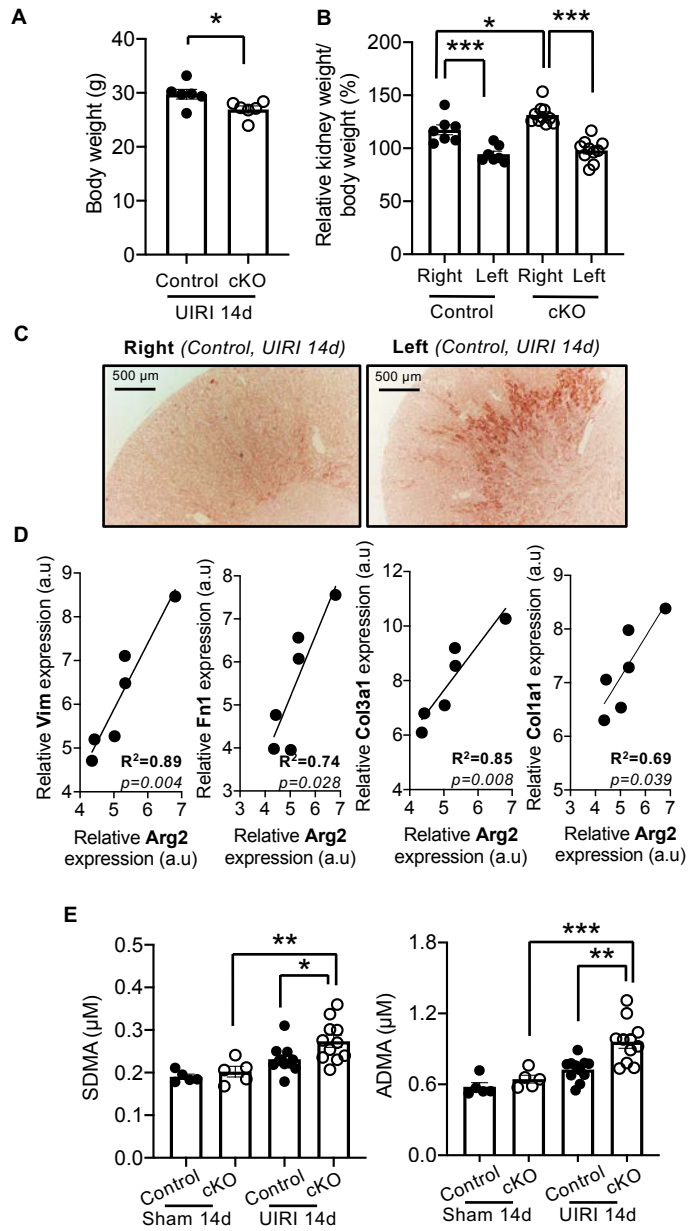 A
*
Body weight (g)
40
30
20
10
0
Control cKO
UIRI 14d
B
* ***
***
Relative kidney weight/
body weight (%)
200
150
100
50
0
Right Left Right Left
Control cKO
C
Right (Control, UIRI 14d)
500 µm
Left (Control, UIRI 14d)
500 µm
D
Relative Vim expression (a.u)
9
8
7
6
5
4
R²=0.89
p=0.004
3 4 5 6 7
Relative Arg2
expression (a.u)
Relative Fn1 expression (a.u)
8
7
6
5
4
3
R²=0.74
p=0.028
3 4 5 6 7
Relative Arg2
expression (a.u)
Relative Col3a1 expression (a.u)
12
10
8
6
4
R²=0.85
p=0.008
3 4 5 6 7
Relative Arg2
expression (a.u)
Relative Col1a1 expression (a.u)
9
8
7
6
5
R²=0.69
p=0.039
3 4 5 6 7
Relative Arg2
expression (a.u)
E
**
*
SDMA (µM)
0.5
0.4
0.3
0.2
0.1
0.0
Control cKO Control cKO
Sham 14d UIRI 14d
***
**
ADMA (µM)
1.8
1.2
0.6
0.0
Control cKO Control cKO
Sham 14d UIRI 14d